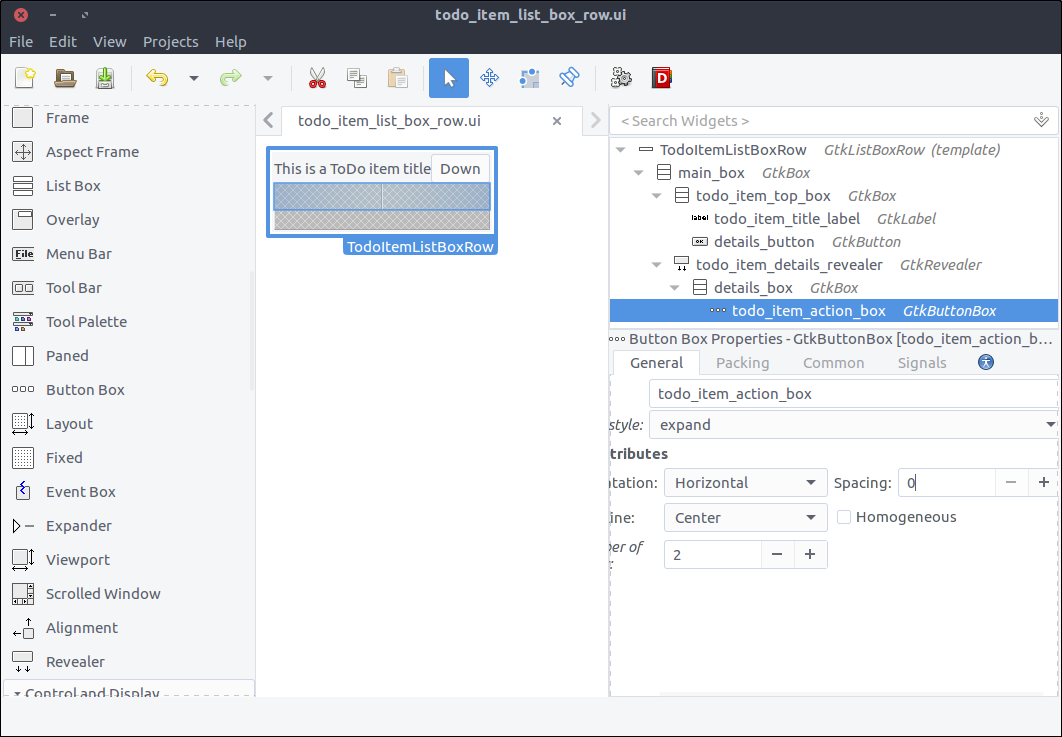 todo_item_list_box_row.ui
File Edit View Projects Help
D
Frame
Aspect Frame
List Box
Overlay
File Menu Bar
Tool Bar
Tool Palette
Paned
Button Box
Layout
Fixed
Event Box
Expander
Viewport
Scrolled Window
Alignment
Revealer
Control and Display
todo_item_list_box_row.ui
This is a ToDo item title Down
TodoItemListBoxRow
< Search Widgets >
TodoItemListBoxRow GtkListBoxRow (template)
main_box GtkBox
todo_item_top_box GtkBox
label todo_item_title_label GtkLabel
OK details_button GtkButton
todo_item_details_revealer GtkRevealer
details_box GtkBox
todo_item_action_box GtkButtonBox
Button Box Properties - GtkButtonBox [todo_item_action_b...
General Packing Common Signals
todo_item_action_box
style: expand
tributes
ntation: Horizontal Spacing: 0
ine: Center Homogeneous
ber of
2